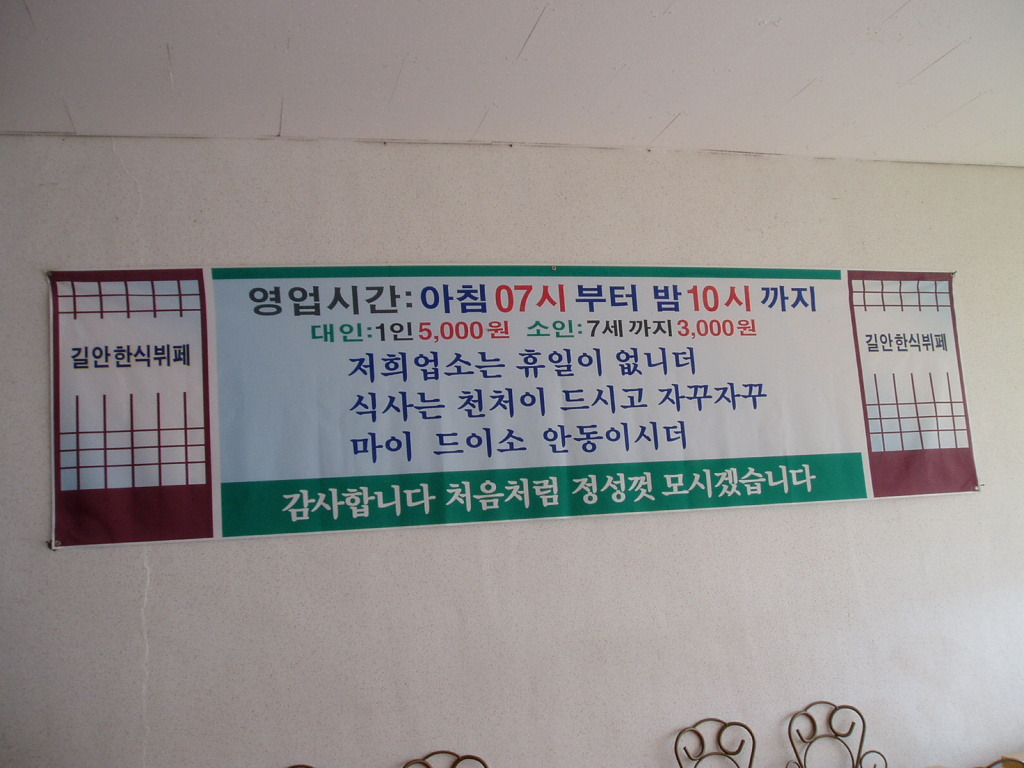 영업시간:아침 07시 부터 밤 10시 까지
대인:1인 5,000원 소인:7세 까지 3,000원
저희업소는 휴일이 없니더
식사는 천처이 드시고 자꾸자꾸
마이 드이소 안동이시더
감사합니다 처음처럼 정성껏 모시겠습니다
길안한식뷔페
길안한식뷔페